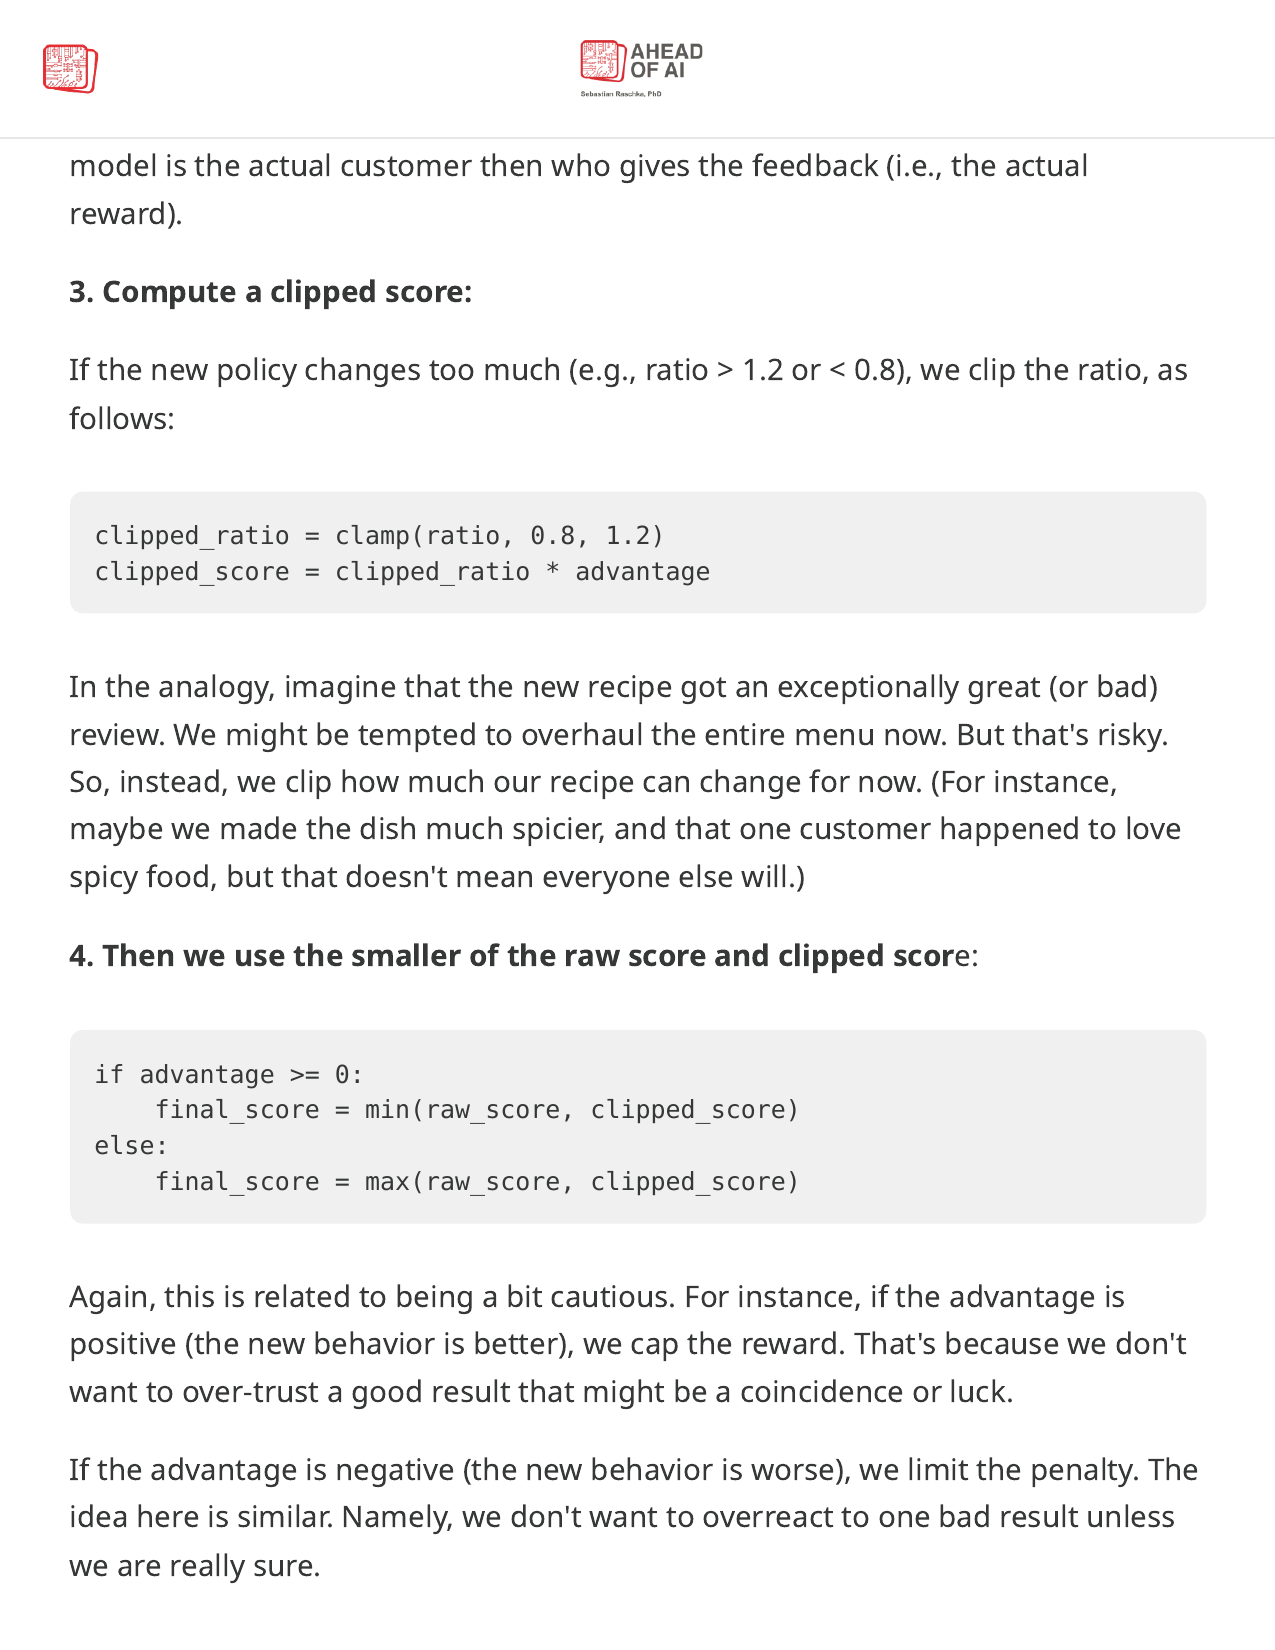 AHEAD
OF AI
Sebastian Raschka, PhD
model is the actual customer then who gives the feedback (i.e., the actual
reward).
3. Compute a clipped score:
If the new policy changes too much (e.g., ratio > 1.2 or < 0.8), we clip the ratio, as
follows:
clipped_ratio = clamp(ratio, 0.8, 1.2)
clipped_score = clipped_ratio * advantage
In the analogy, imagine that the new recipe got an exceptionally great (or bad)
review. We might be tempted to overhaul the entire menu now. But that's risky.
So, instead, we clip how much our recipe can change for now. (For instance,
maybe we made the dish much spicier, and that one customer happened to love
spicy food, but that doesn't mean everyone else will.)
4. Then we use the smaller of the raw score and clipped score:
if advantage >= 0:
    final_score = min(raw_score, clipped_score)
else:
    final_score = max(raw_score, clipped_score)
Again, this is related to being a bit cautious. For instance, if the advantage is
positive (the new behavior is better), we cap the reward. That's because we don't
want to over-trust a good result that might be a coincidence or luck.
If the advantage is negative (the new behavior is worse), we limit the penalty. The
idea here is similar. Namely, we don't want to overreact to one bad result unless
we are really sure.